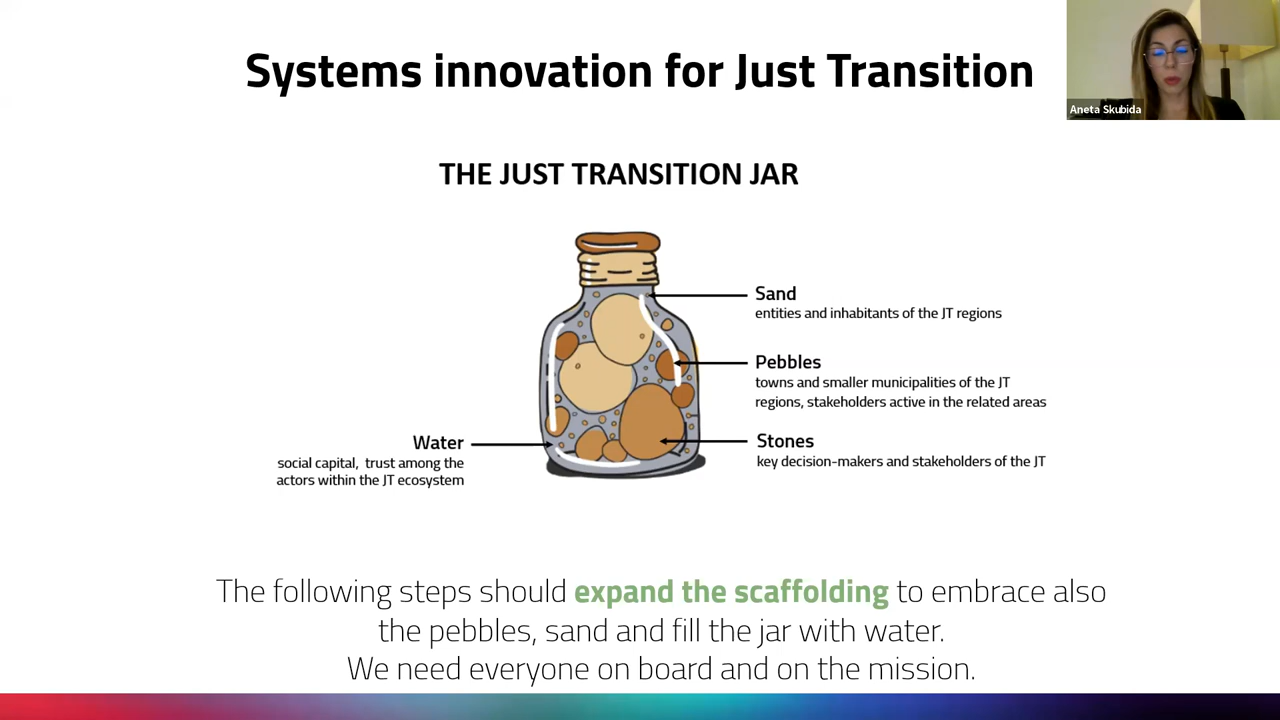 Systems innovation for Just Transition
Aneta Skubida
THE JUST TRANSITION JAR
Sand
entities and inhabitants of the JT regions
Pebbles
towns and smaller municipalities of the JT
regions, stakeholders active in the related areas
Water
social capital, trust among the
actors within the JT ecosystem
Stones
key decision-makers and stakeholders of the JT
The following steps should expand the scaffolding to embrace also
the pebbles, sand and fill the jar with water.
We need everyone on board and on the mission.